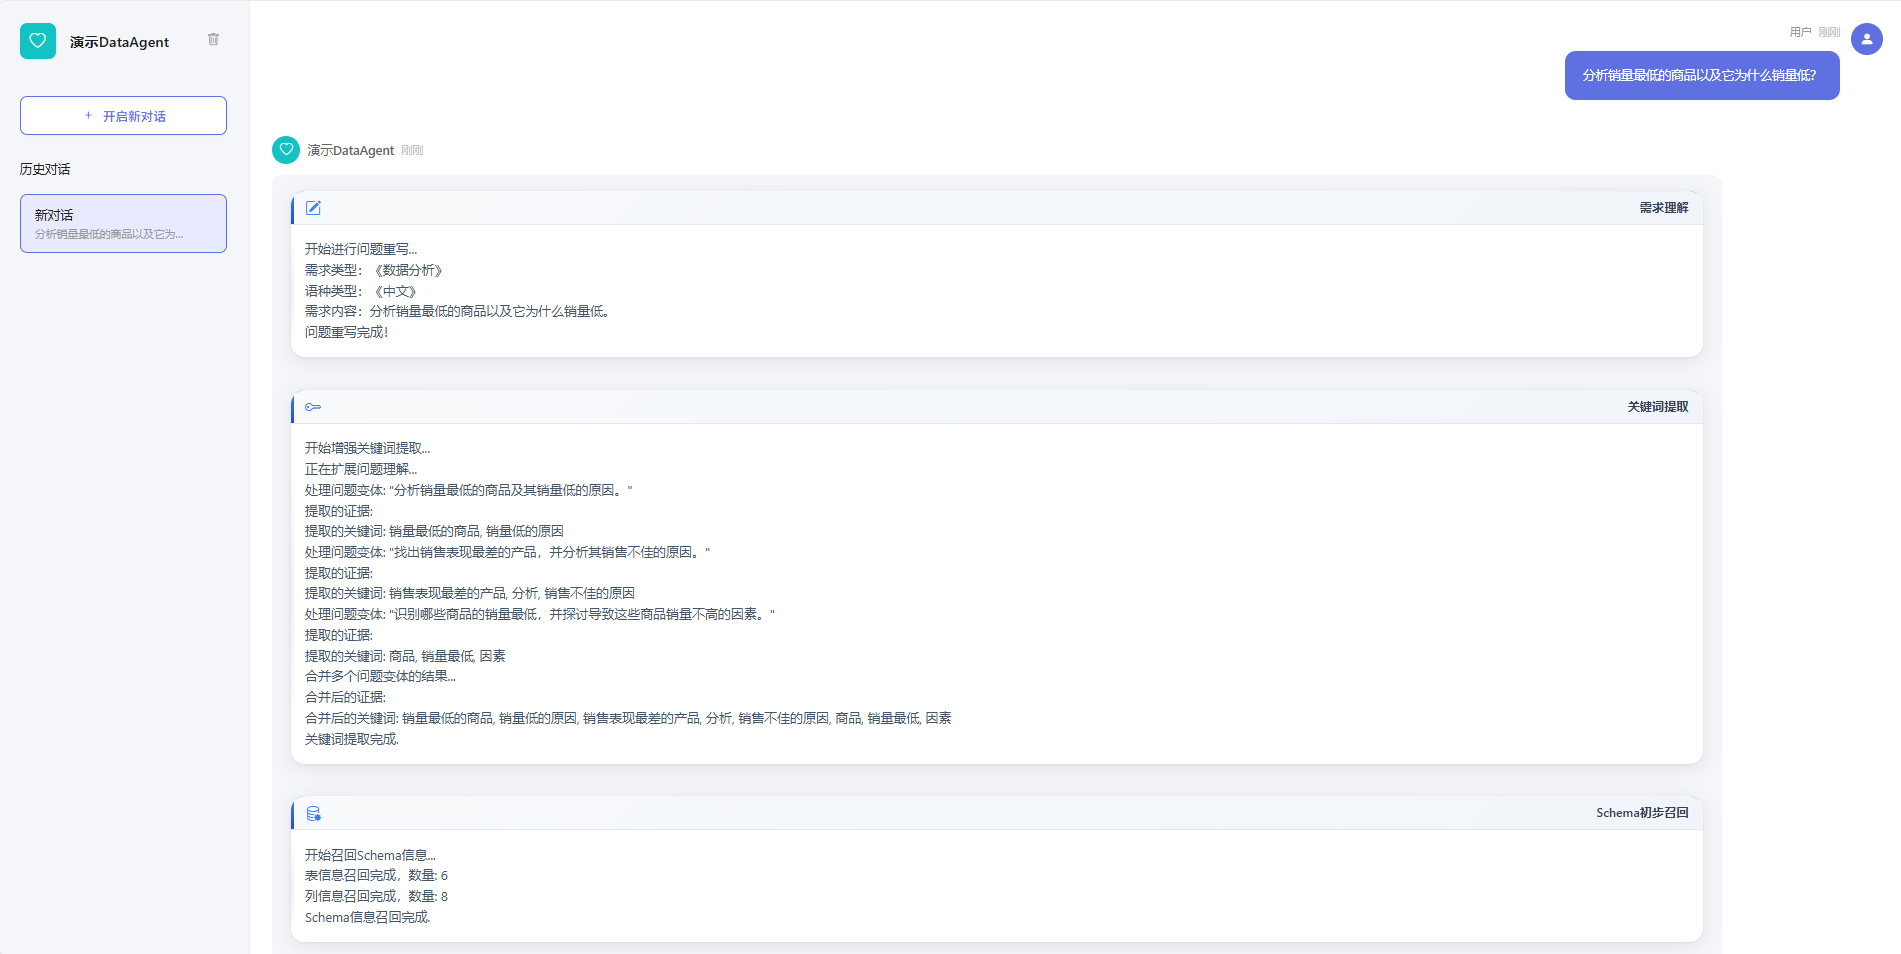 演示DataAgent
+ 开启新对话
历史对话
新对话
分析销量最低的商品以及它为...
用户 刚刚
分析销量最低的商品以及它为什么销量低?
演示DataAgent 刚刚
需求理解
开始进行问题重写...
需求类型：《数据分析》
语种类型：《中文》
需求内容：分析销量最低的商品以及它为什么销量低。
问题重写完成!
关键词提取
开始增强关键词提取...
正在扩展问题理解...
处理问题变体: "分析销量最低的商品及其销量低的原因。"
提取的证据:
提取的关键词: 销量最低的商品, 销量低的原因
处理问题变体: "找出销售表现最差的产品，并分析其销售不佳的原因。"
提取的证据:
提取的关键词: 销售表现最差的产品, 分析, 销售不佳的原因
处理问题变体: "识别哪些商品的销量最低，并探讨导致这些商品销量不高的因素。"
提取的证据:
提取的关键词: 商品, 销量最低, 因素
合并多个问题变体的结果...
合并后的证据:
合并后的关键词: 销量最低的商品, 销量低的原因, 销售表现最差的产品, 分析, 销售不佳的原因, 商品, 销量最低, 因素
关键词提取完成.
Schema初步召回
开始召回Schema信息...
表信息召回完成，数量: 6
列信息召回完成，数量: 8
Schema信息召回完成.